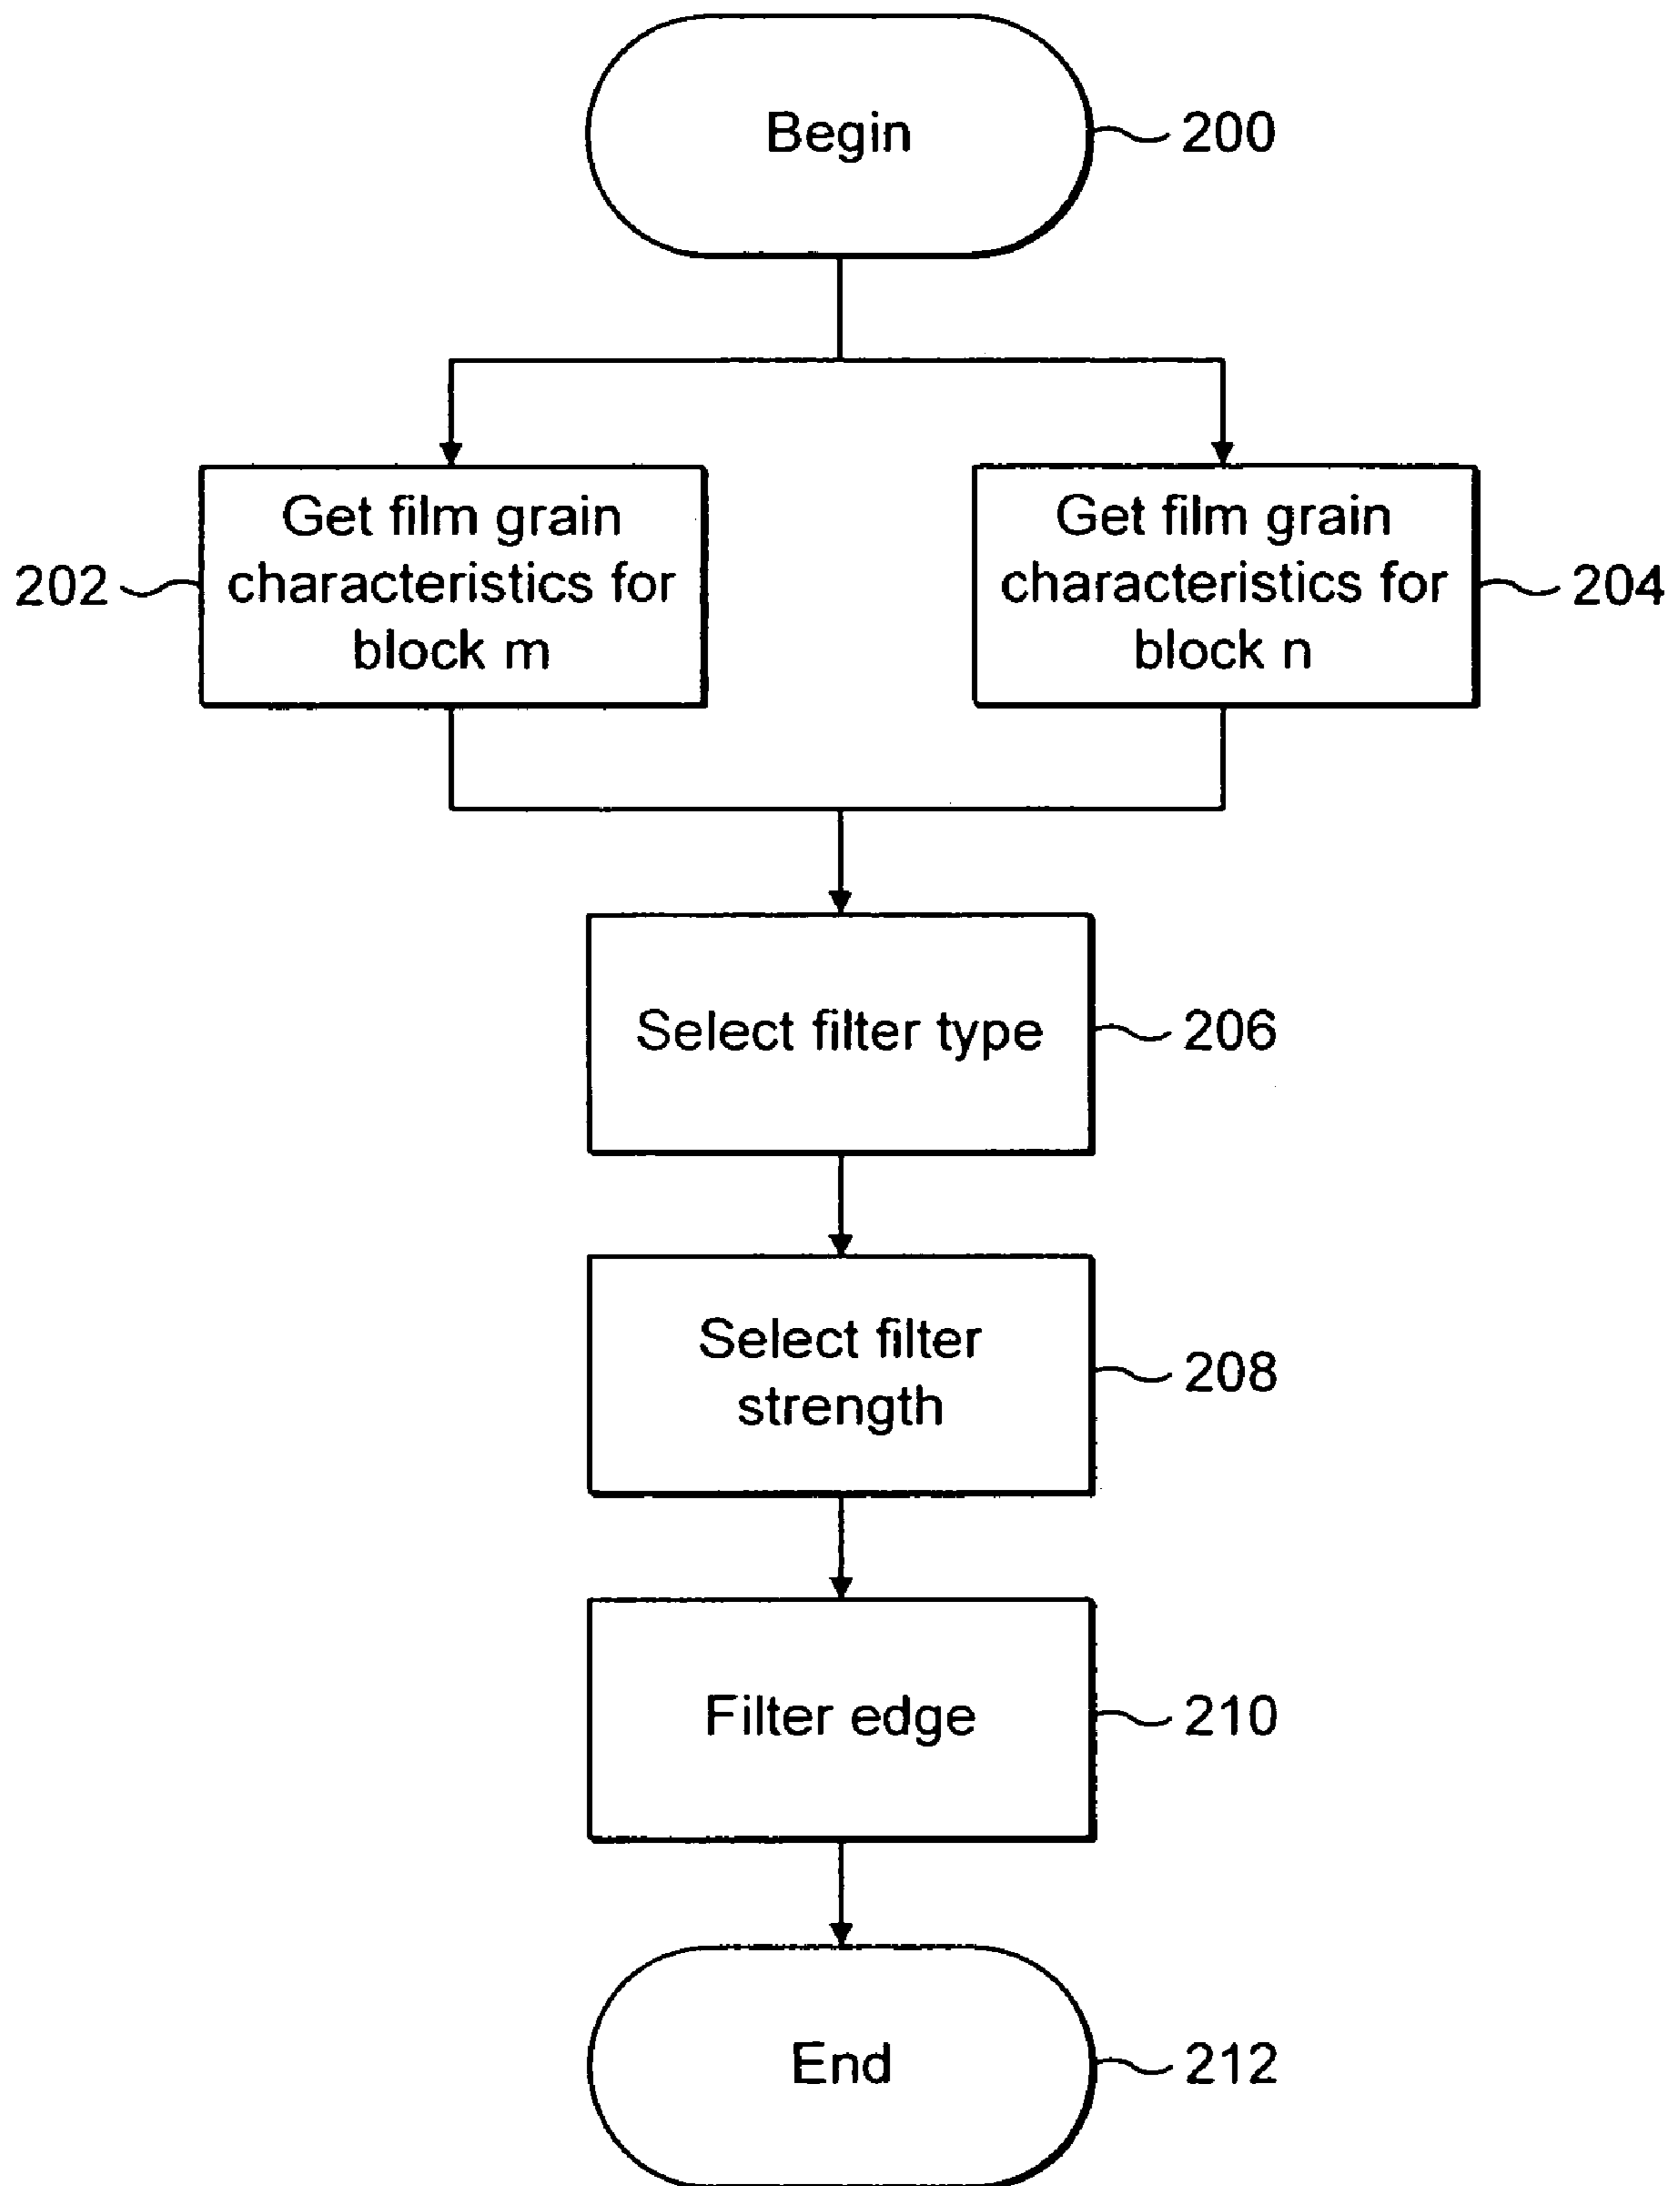 Begin
200
Get film grain
characteristics for
block m
202
Get film grain
characteristics for
block n
204
Select filter type
206
Select filter
strength
208
Filter edge
210
End
212